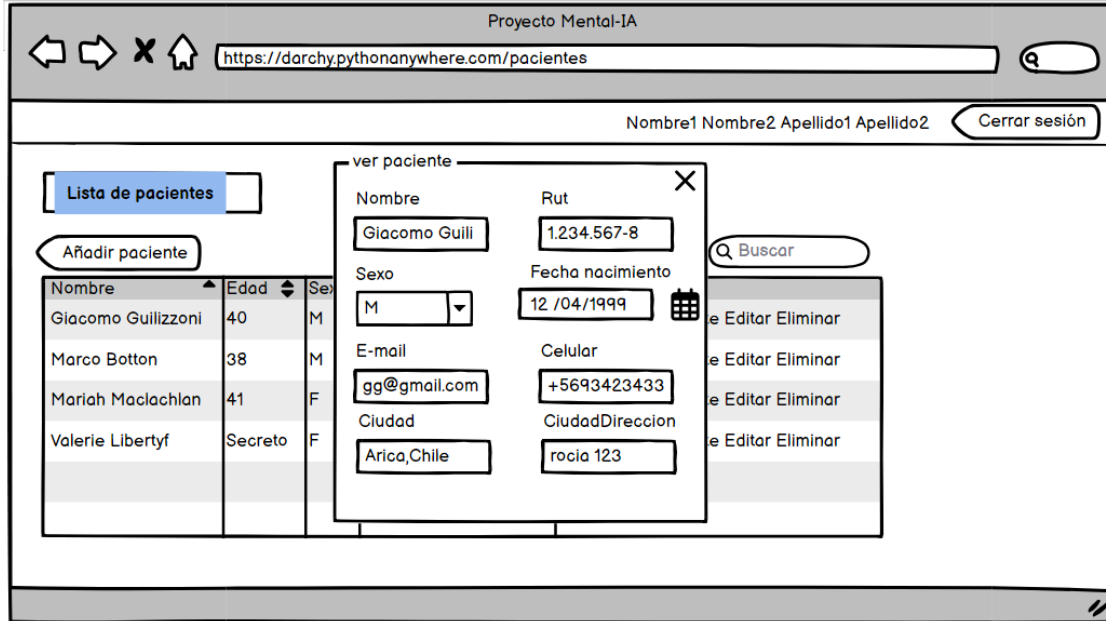 Proyecto Mental-IA
https://darchy.pythonanywhere.com/pacientes
Nombre1 Nombre2 Apellido1 Apellido2
Cerrar sesión
Lista de pacientes
Añadir paciente
Buscar
Nombre Edad
Giacomo Guilizzoni 40 M Editar Eliminar
Marco Botton 38 M Editar Eliminar
Mariah Maclachlan 41 F Editar Eliminar
Valerie Libertyf Secreto F Editar Eliminar
ver paciente
Nombre Rut
Giacomo Guili 1.234.567-8
Sexo Fecha nacimiento
M 12 /04/1999
E-mail Celular
gg@gmail.com +5693423433
Ciudad CiudadDireccion
Arica,Chile rocia 123